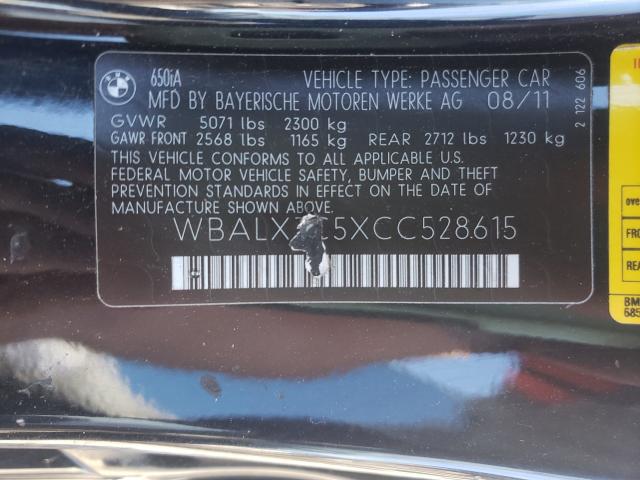 650iA VEHICLE TYPE: PASSENGER CAR
MFD BY BAYERISCHE MOTOREN WERKE AG 08/11
GVWR 5071 lbs 2300 kg
GAWR FRONT 2568 lbs 1165 kg REAR 2712 lbs 1230 kg
THIS VEHICLE CONFORMS TO ALL APPLICABLE U.S.
FEDERAL MOTOR VEHICLE SAFETY, BUMPER AND THEFT
PREVENTION STANDARDS IN EFFECT ON THE DATE OF
MANUFACTURE SHOWN ABOVE.
2 122 606
BMW